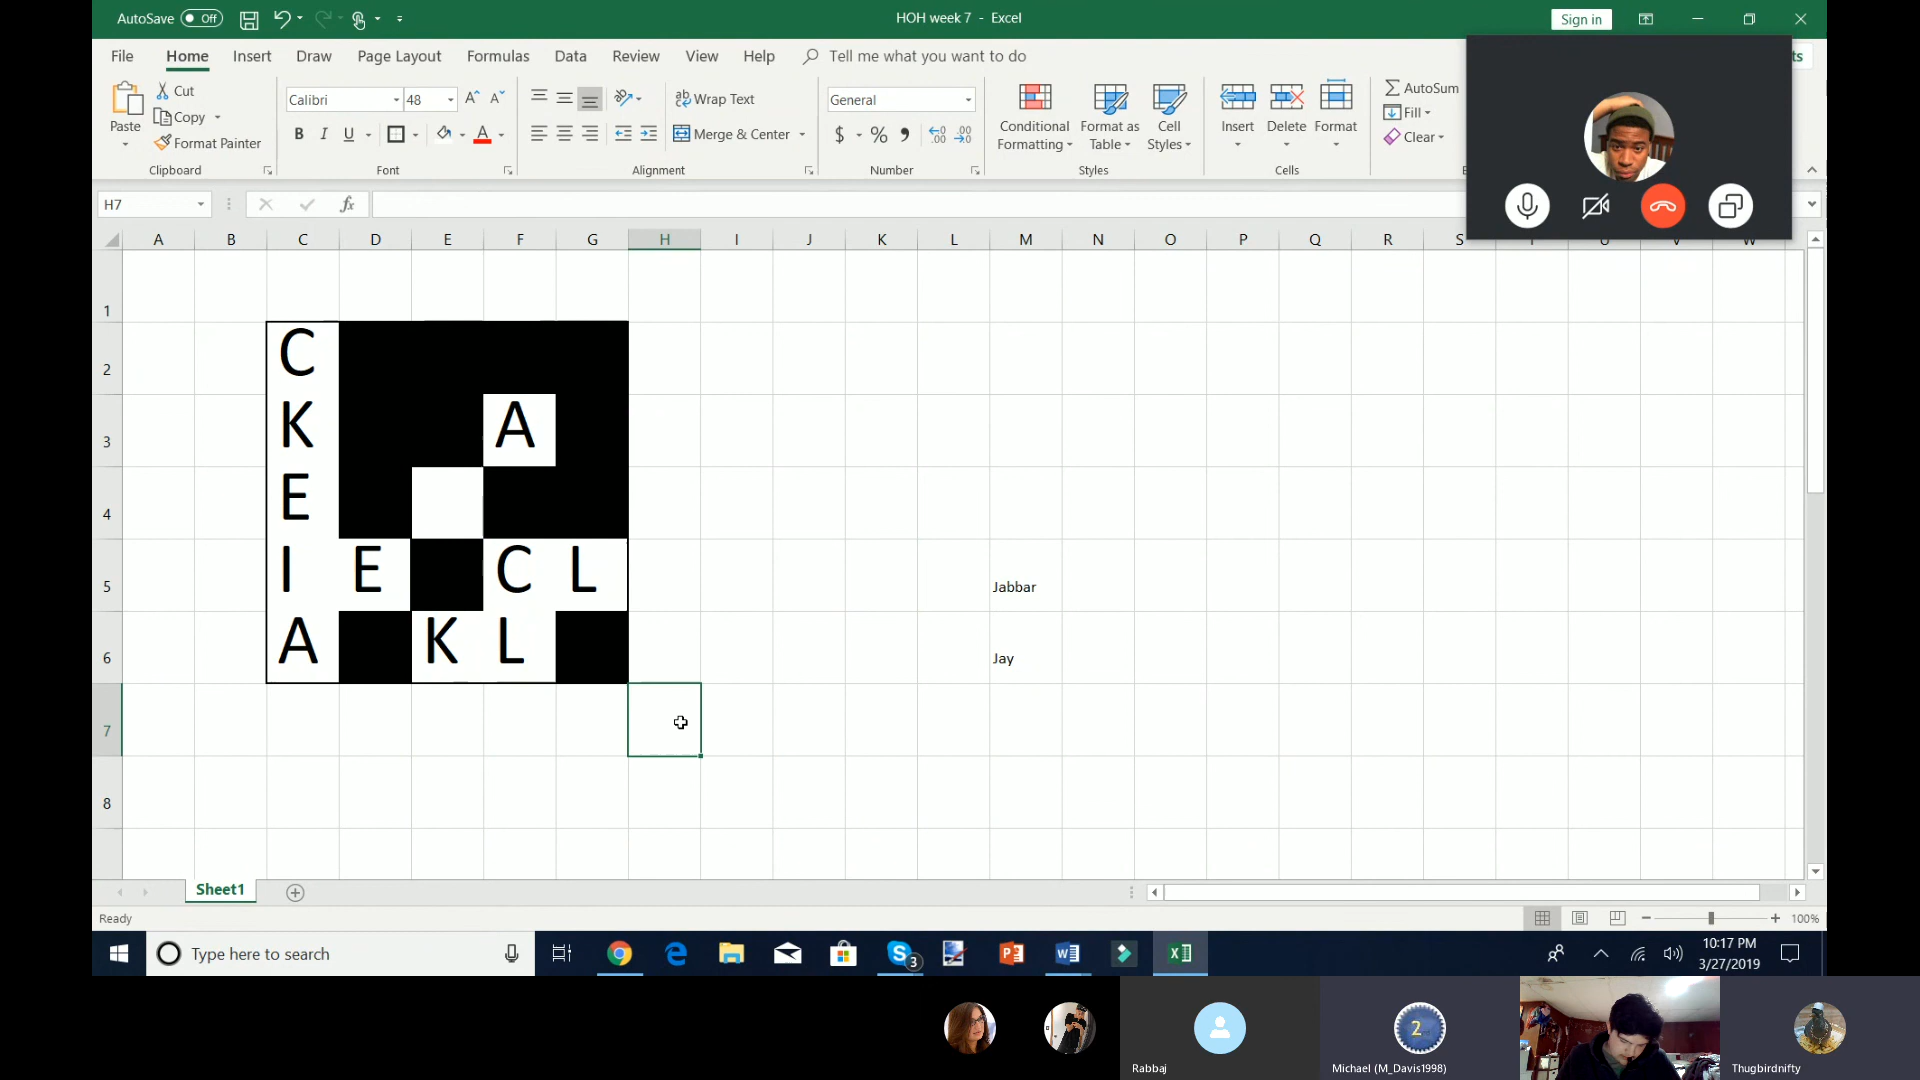 AutoSave Off HOH week 7 - Excel Sign in
File Home Insert Draw Page Layout Formulas Data Review View Help Tell me what you want to do ts
Cut Calibri 48 Wrap Text General AutoSum
Copy Fill
Paste Format Painter Merge & Center $ % Conditional Formatting Format as Table Cell Styles Insert Delete Format Clear
Clipboard Font Alignment Number Styles Cells
H7 fx
A B C D E F G H I J K L M N O P Q R S
1
2 C
3 K A
4 E
5 I E C L Jabbar
6 A K L Jay
7
8
Sheet1
Ready 100%
Type here to search 3 10:17 PM
3/27/2019
2
Rabbaj Michael (M_Davis1998) Thugbirdnifty